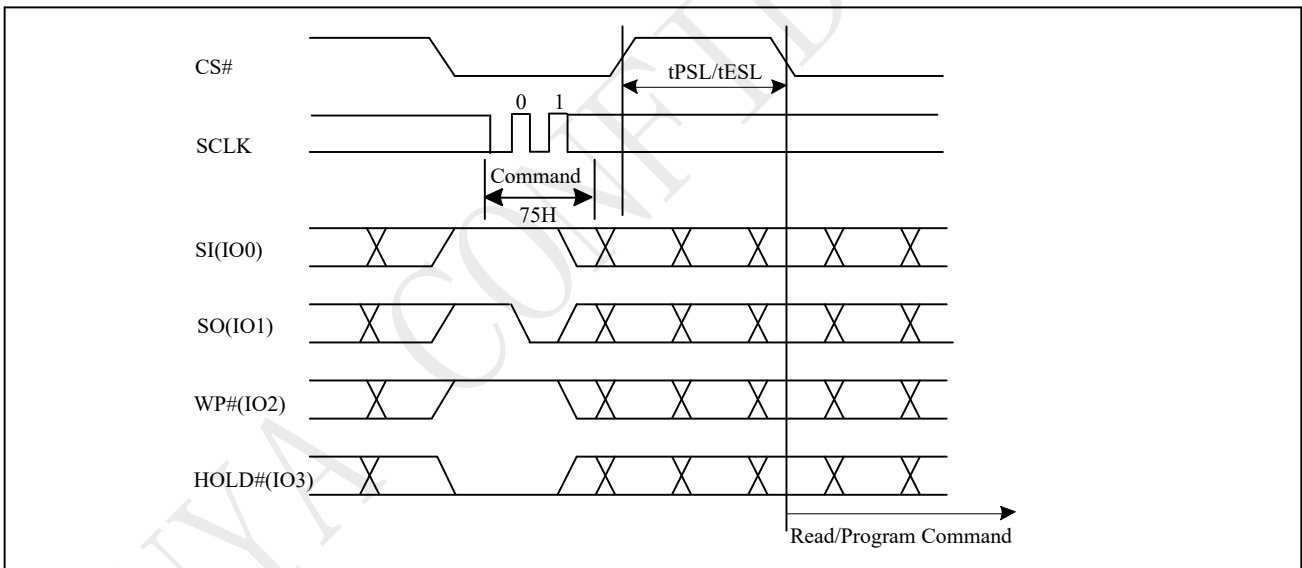 CS#
tPSL/tESL
0 1
SCLK
Command
75H
SI(IO0)
SO(IO1)
WP#(IO2)
HOLD#(IO3)
Read/Program Command